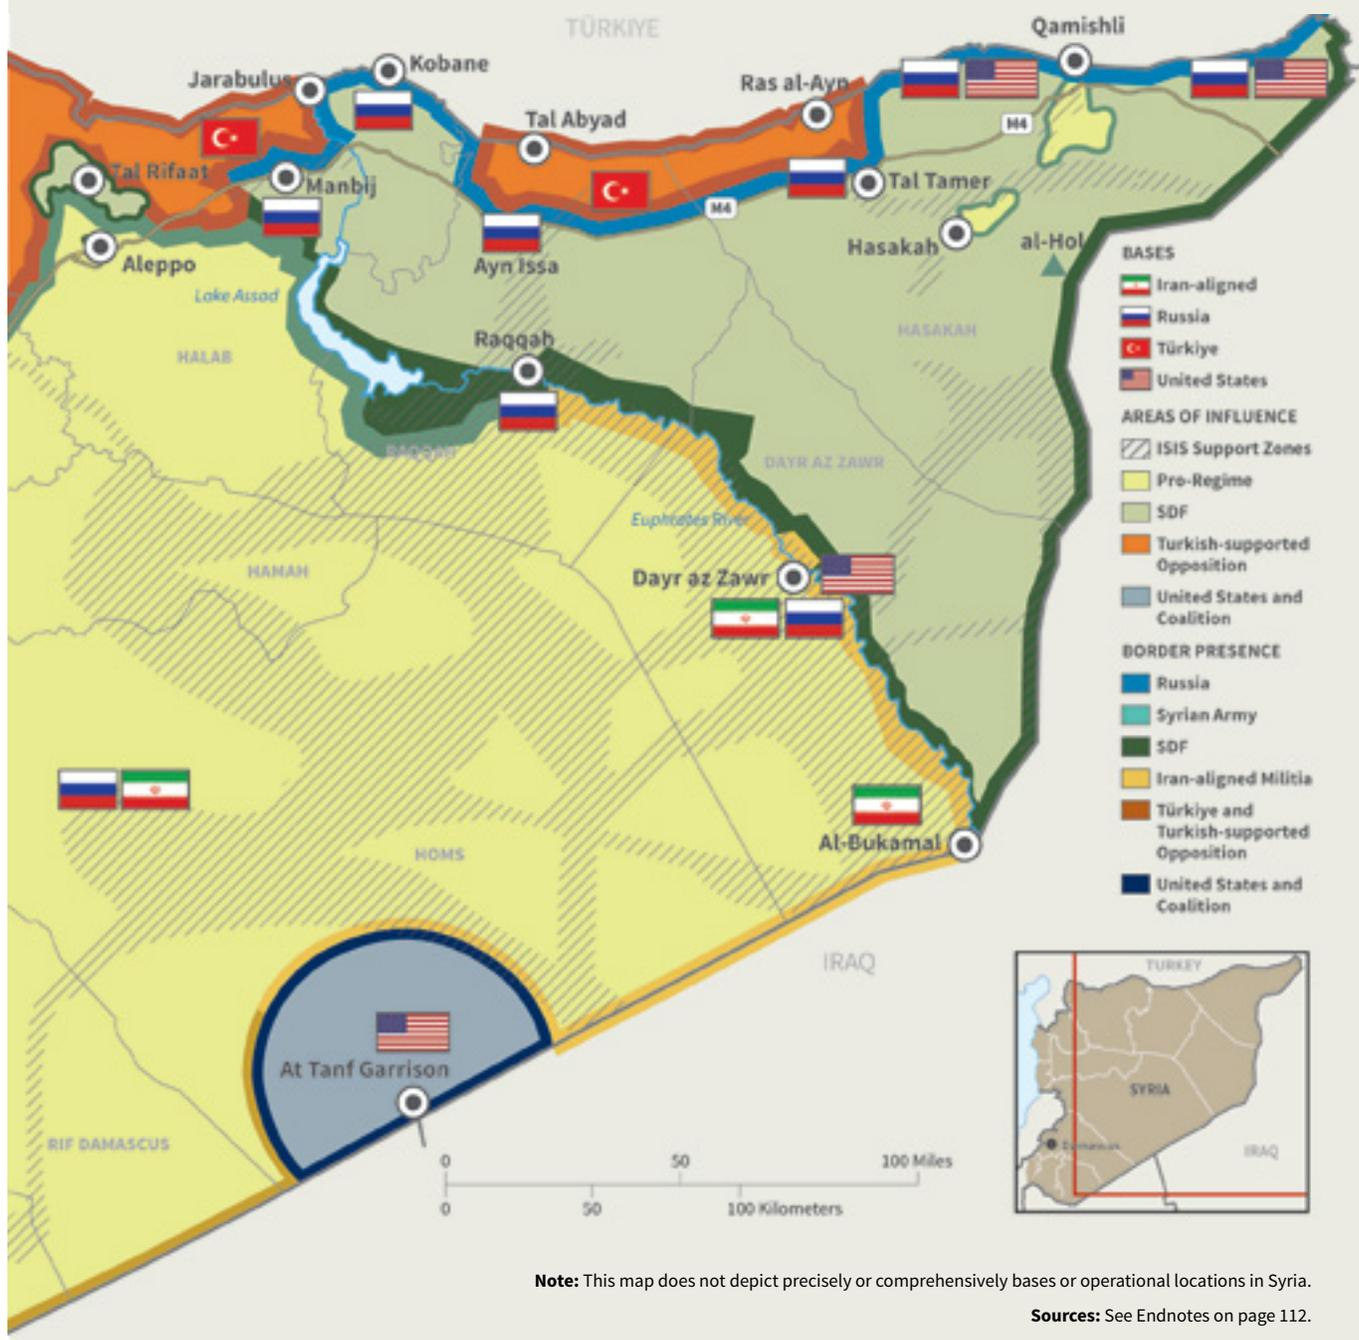 TÜRKIYE
Qamishli
Kobane
Jarabulus
Ras al-Ayn
Tal Abyad
M4
Tal Rifaat
Manbij
Tal Tamer
M4
Aleppo
Ayn Issa
Hasakah
al-Hol
Lake Assad
HASAKAH
HALAB
Raqqah
RAQQAH
DAYR AZ ZAWR
Euphrates River
HAMAH
Dayr az Zawr
Al-Bukamal
HOMS
IRAQ
At Tanf Garrison
RIF DAMASCUS
BASES
Iran-aligned
Russia
Türkiye
United States
AREAS OF INFLUENCE
ISIS Support Zones
Pro-Regime
SDF
Turkish-supported
Opposition
United States and
Coalition
BORDER PRESENCE
Russia
Syrian Army
SDF
Iran-aligned Militia
Türkiye and
Turkish-supported
Opposition
United States and
Coalition
TURKEY
SYRIA
Damascus
IRAQ
0 50 100 Miles
0 50 100 Kilometers
Note: This map does not depict precisely or comprehensively bases or operational locations in Syria.
Sources: See Endnotes on page 112.